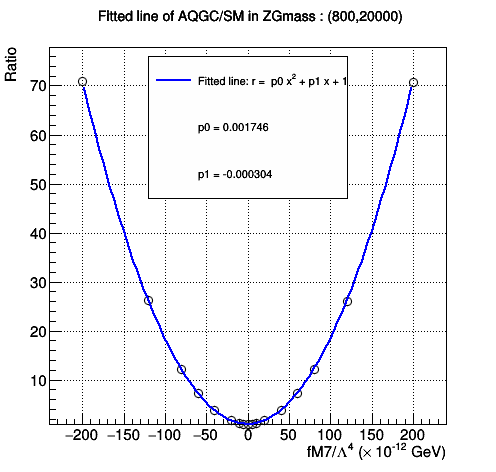 FItted line of AQGC/SM in ZGmass : (800,20000)
Ratio
Fitted line: r = p0 x² + p1 x + 1
p0 = 0.001746
p1 = -0.000304
70
60
50
40
30
20
10
−200 −150 −100 −50 0 50 100 150 200
fM7/Λ⁴ (× 10⁻¹² GeV)